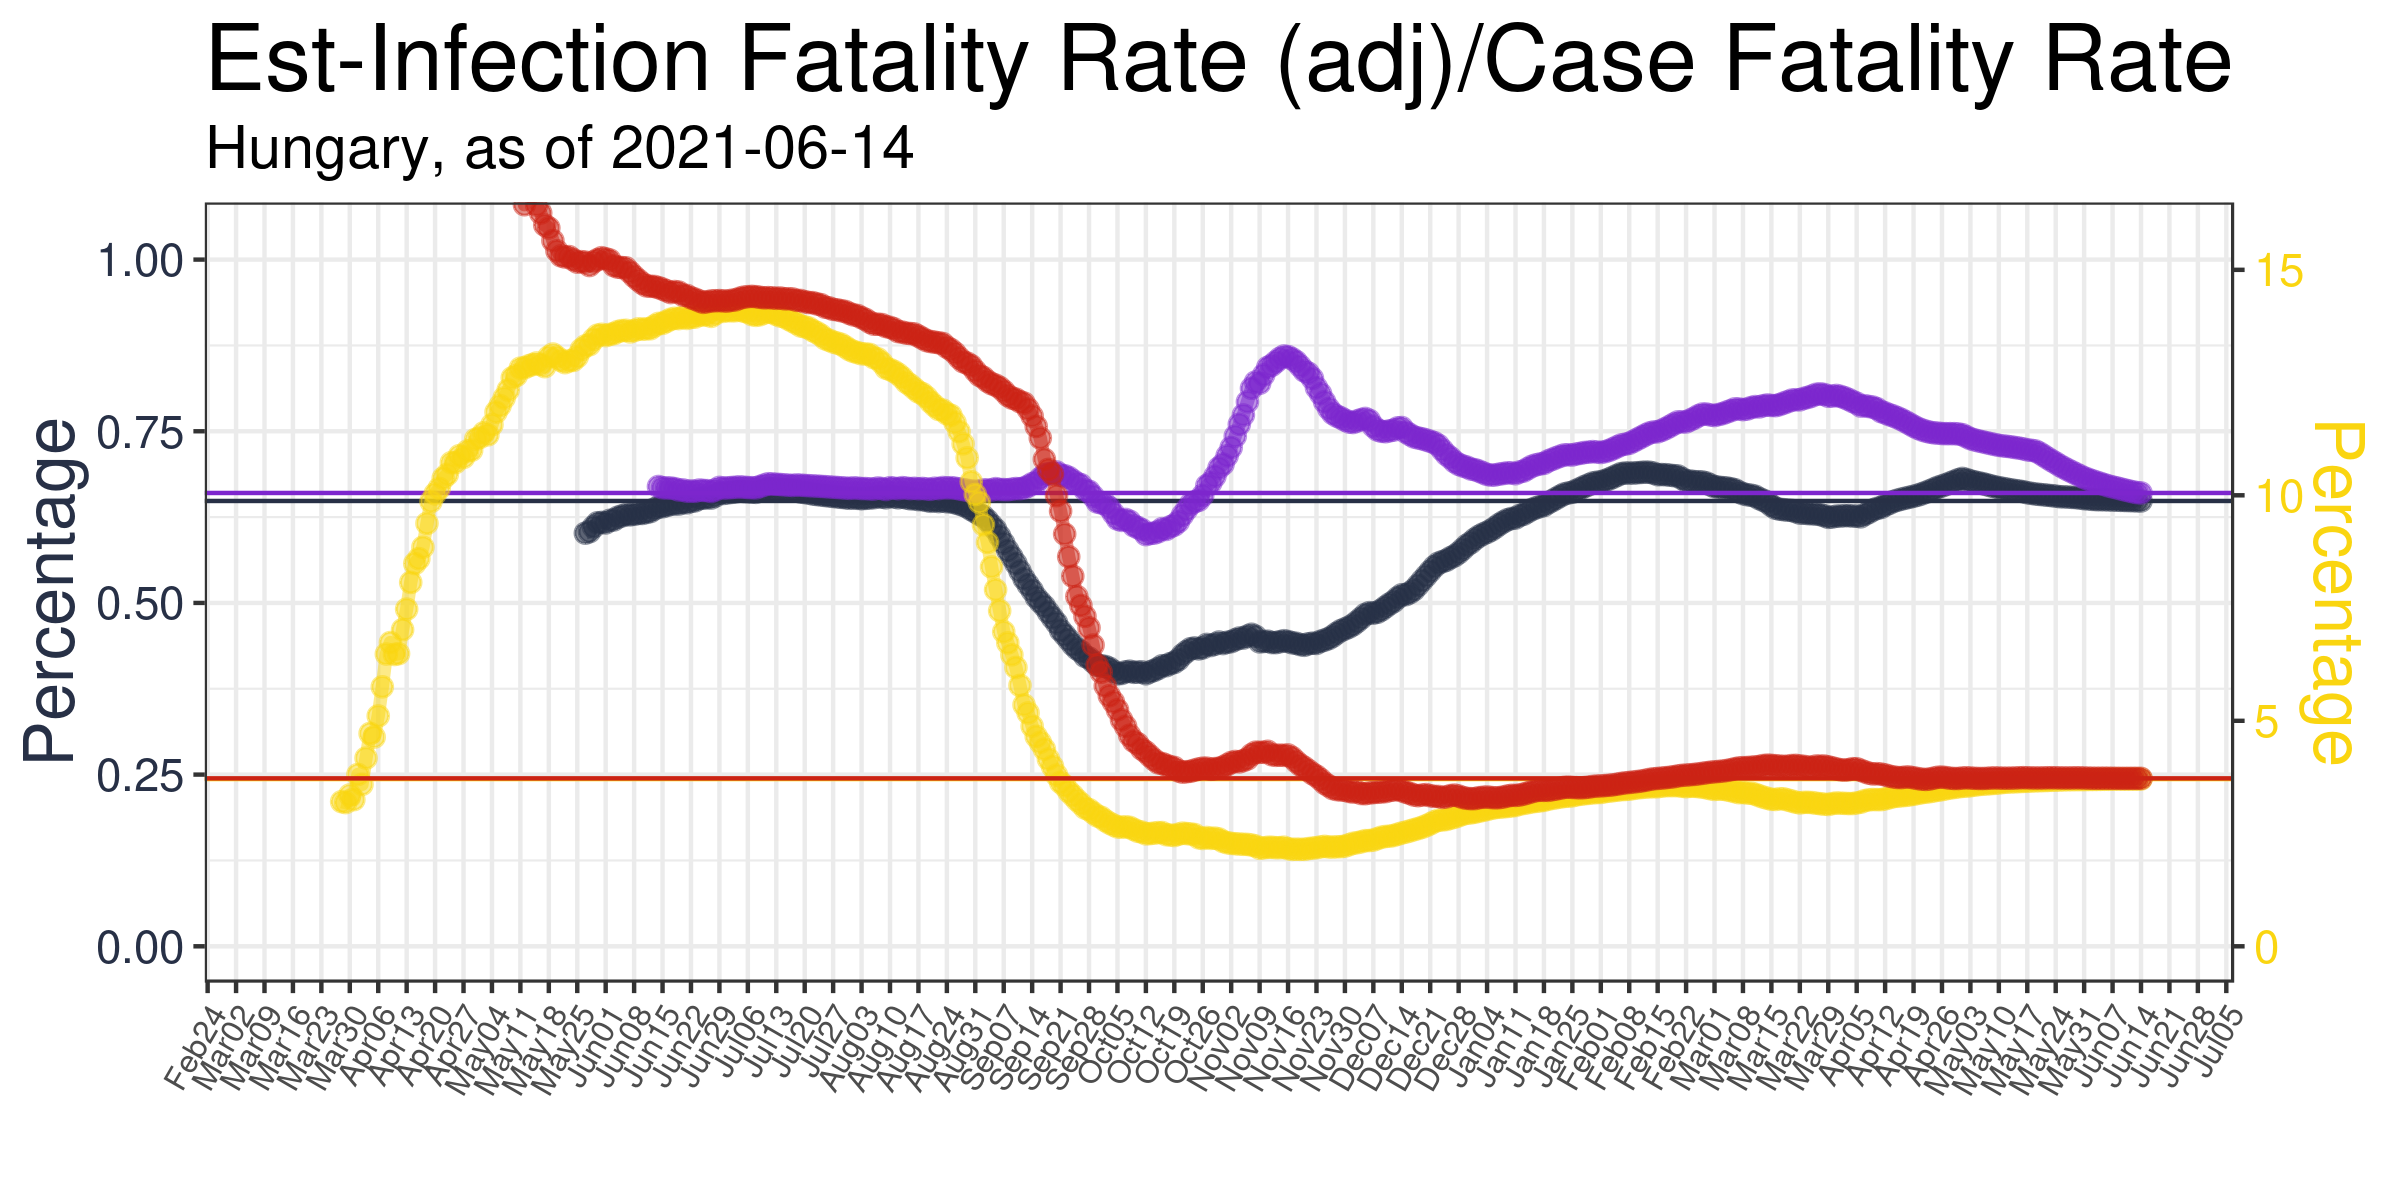 Est-Infection Fatality Rate (adj)/Case Fatality Rate
Hungary, as of 2021-06-14
Percentage
1.00
0.75
0.50
0.25
0.00
15
10
5
0
Percentage
Feb24
Mar02
Mar09
Mar16
Mar23
Mar30
Apr06
Apr13
Apr20
Apr27
May04
May11
May18
May25
Jun01
Jun08
Jun15
Jun22
Jun29
Jul06
Jul13
Jul20
Jul27
Aug03
Aug10
Aug17
Aug24
Aug31
Sep07
Sep14
Sep21
Sep28
Oct05
Oct12
Oct19
Oct26
Nov02
Nov09
Nov16
Nov23
Nov30
Dec07
Dec14
Dec21
Dec28
Jan04
Jan11
Jan18
Jan25
Feb01
Feb08
Feb15
Feb22
Mar01
Mar08
Mar15
Mar22
Mar29
Apr05
Apr12
Apr19
Apr26
May03
May10
May17
May24
May31
Jun07
Jun14
Jun21
Jun28
Jul05